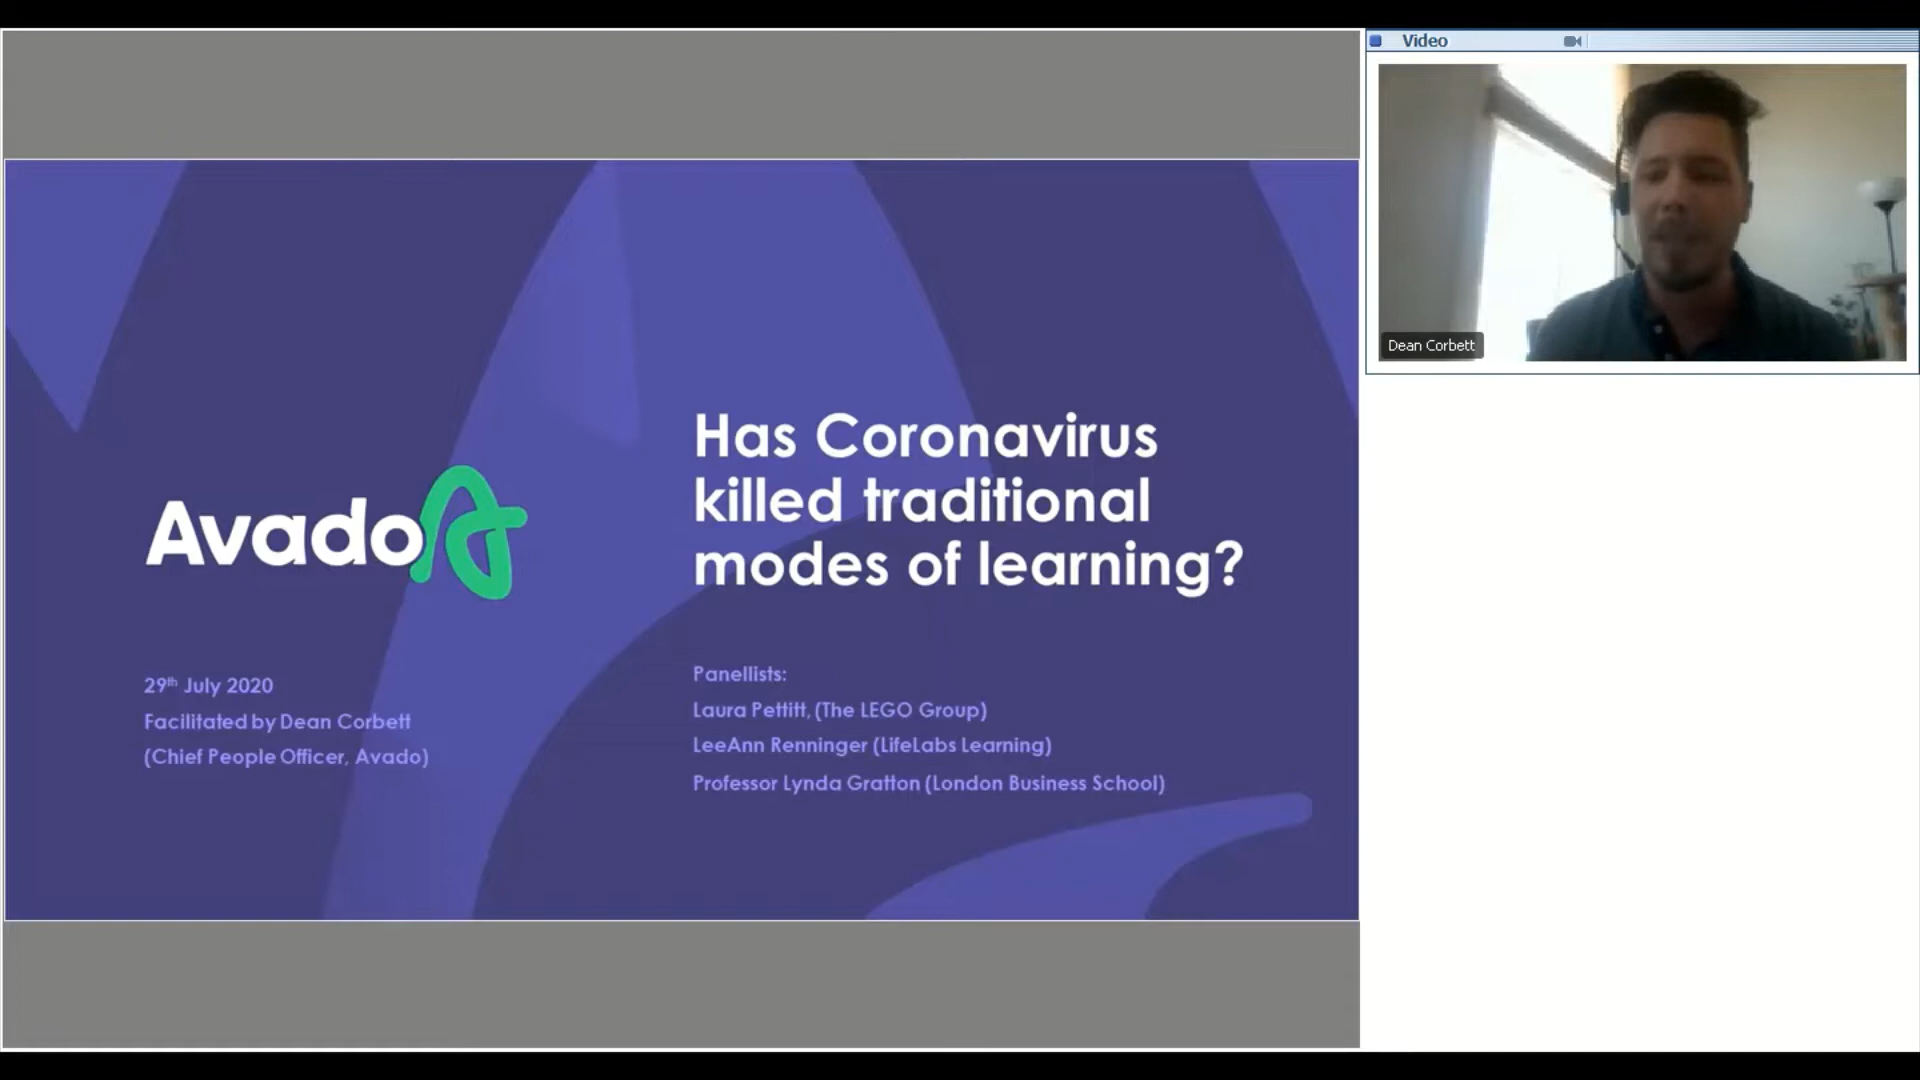 Video
Dean Corbett
Has Coronavirus
killed traditional
modes of learning?
Avado
29th July 2020
Facilitated by Dean Corbett
(Chief People Officer, Avado)
Panellists:
Laura Pettitt, (The LEGO Group)
LeeAnn Renninger (LifeLabs Learning)
Professor Lynda Gratton (London Business School)